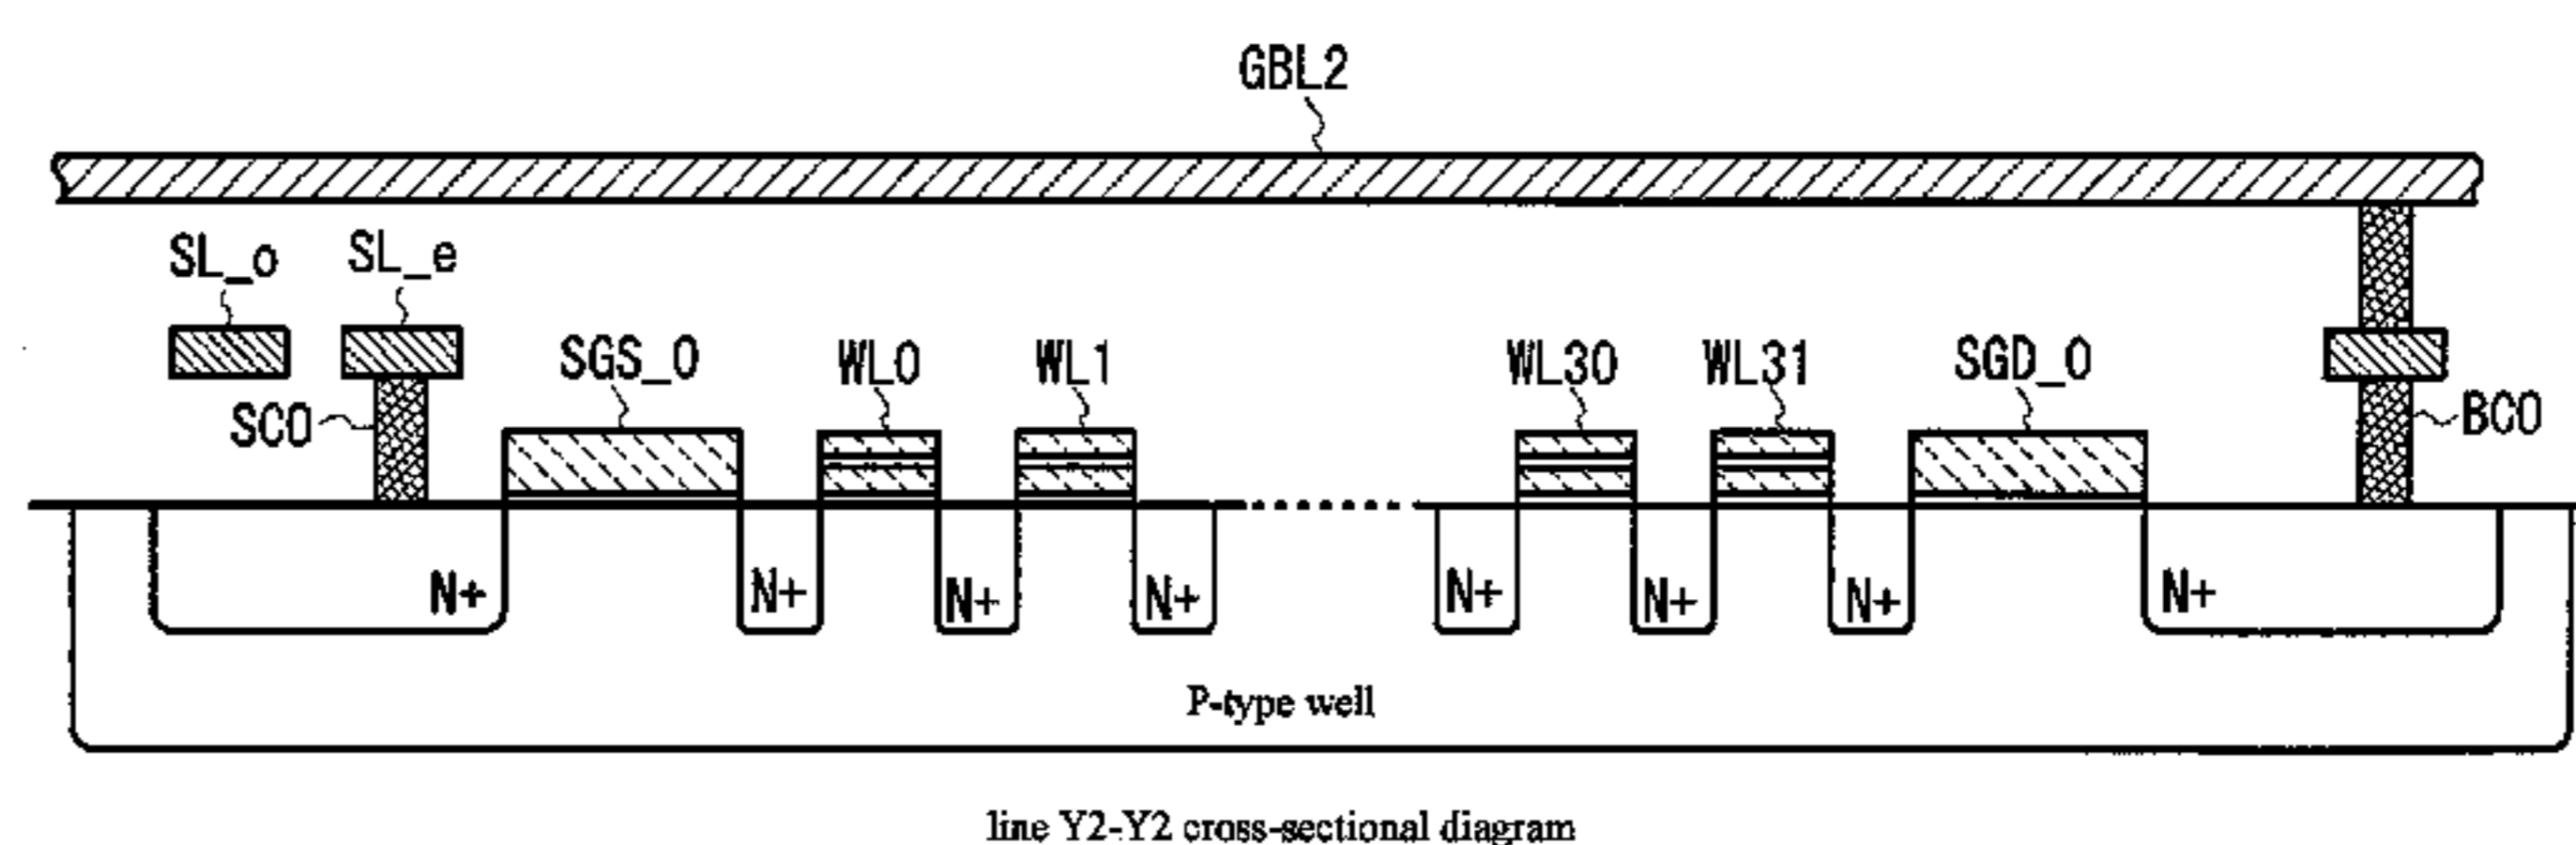 GBL2
SL_o SL_e
SGS_0 WL0 WL1 WL30 WL31 SGD_0
SC0 BC0
N+ N+ N+ N+ N+ N+ N+ N+
P-type well
line Y2-Y2 cross-sectional diagram